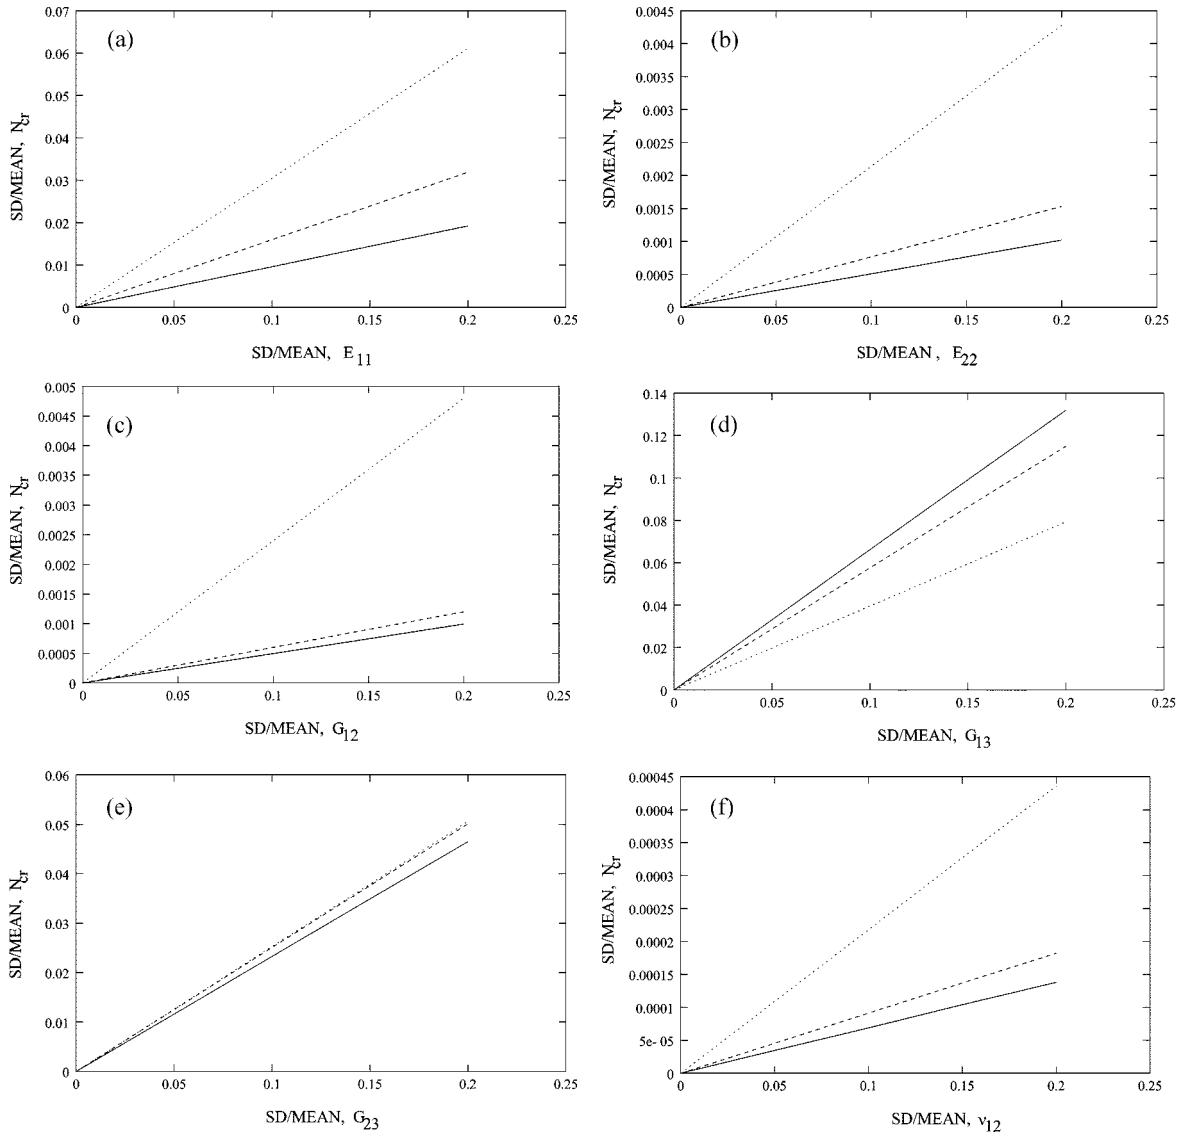 (a)
SD/MEAN, Ncr
0.07
0.06
0.05
0.04
0.03
0.02
0.01
0
0 0.05 0.1 0.15 0.2 0.25
SD/MEAN, E11
(b)
SD/MEAN, Ncr
0.0045
0.004
0.0035
0.003
0.0025
0.002
0.0015
0.001
0.0005
0
0 0.05 0.1 0.15 0.2 0.25
SD/MEAN, E22
(c)
SD/MEAN, Ncr
0.005
0.0045
0.004
0.0035
0.003
0.0025
0.002
0.0015
0.001
0.0005
0
0 0.05 0.1 0.15 0.2 0.25
SD/MEAN, G12
(d)
SD/MEAN, Ncr
0.14
0.12
0.1
0.08
0.06
0.04
0.02
0
0 0.05 0.1 0.15 0.2 0.25
SD/MEAN, G13
(e)
SD/MEAN, Ncr
0.06
0.05
0.04
0.03
0.02
0.01
0
0 0.05 0.1 0.15 0.2 0.25
SD/MEAN, G23
(f)
SD/MEAN, Ncr
0.00045
0.0004
0.00035
0.0003
0.00025
0.0002
0.00015
0.0001
5e-05
0
0 0.05 0.1 0.15 0.2 0.25
SD/MEAN, ν12